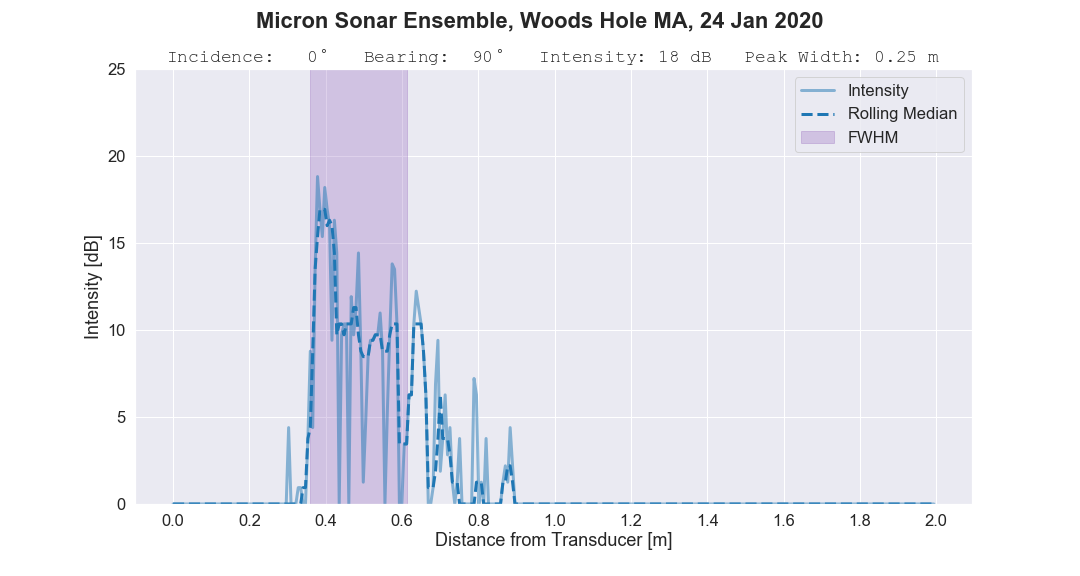 Micron Sonar Ensemble, Woods Hole MA, 24 Jan 2020
Incidence: 0° Bearing: 90° Intensity: 18 dB Peak Width: 0.25 m
25
20
15
10
5
0
Intensity [dB]
Intensity
Rolling Median
FWHM
0.0 0.2 0.4 0.6 0.8 1.0 1.2 1.4 1.6 1.8 2.0
Distance from Transducer [m]